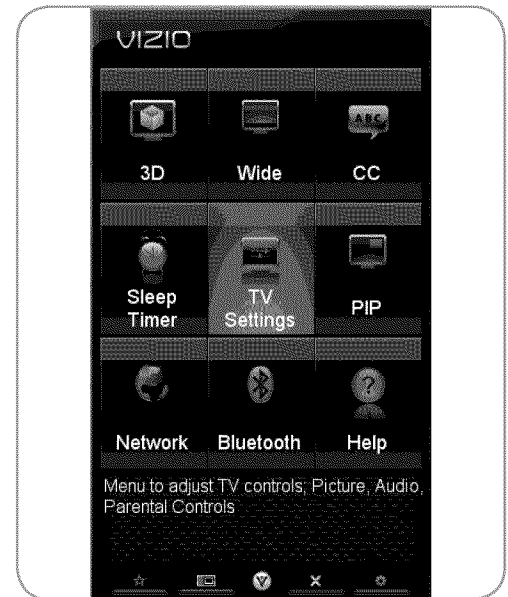 VIZIO
ABC
3D
Wide
CC
Sleep
Timer
TV
Settings
PIP
?
Network
Bluetooth
Help
Menu to adjust TV controls; Picture, Audio,
Parental Controls
V